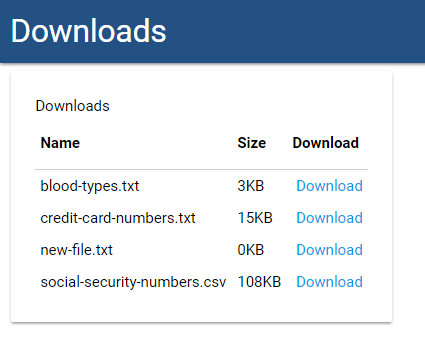 Downloads
Downloads
Name Size Download
blood-types.txt 3KB Download
credit-card-numbers.txt 15KB Download
new-file.txt 0KB Download
social-security-numbers.csv 108KB Download